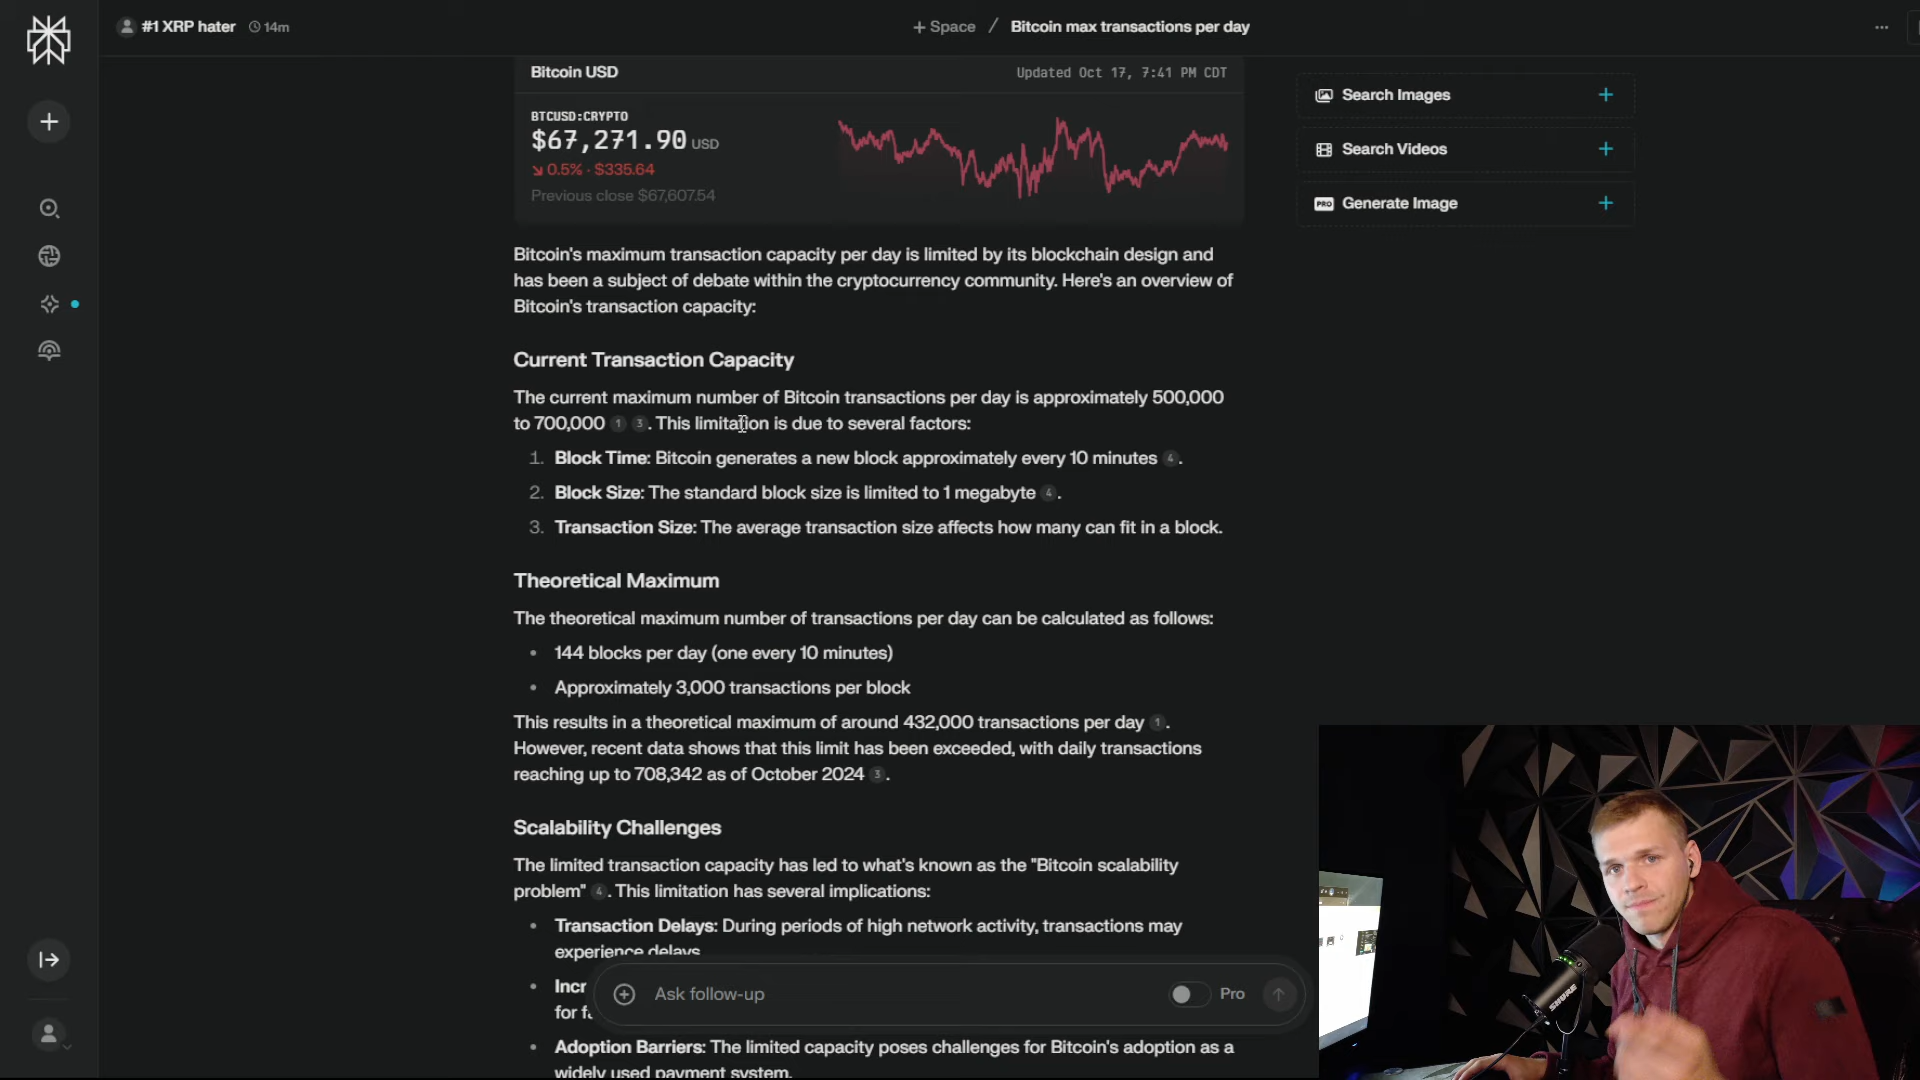 #1 XRP hater 14m
+ Space / Bitcoin max transactions per day
Bitcoin USD
Updated Oct 17, 7:41 PM CDT
BTCUSD:CRYPTO
$67,271.90 USD
↘ 0.5% · $335.64
Previous close $67,607.54
Search Images +
Search Videos +
PRO Generate Image +
Bitcoin's maximum transaction capacity per day is limited by its blockchain design and
has been a subject of debate within the cryptocurrency community. Here's an overview of
Bitcoin's transaction capacity:
Current Transaction Capacity
The current maximum number of Bitcoin transactions per day is approximately 500,000
to 700,000 1 3 . This limitation is due to several factors:
1. Block Time: Bitcoin generates a new block approximately every 10 minutes 4 .
2. Block Size: The standard block size is limited to 1 megabyte 4 .
3. Transaction Size: The average transaction size affects how many can fit in a block.
Theoretical Maximum
The theoretical maximum number of transactions per day can be calculated as follows:
• 144 blocks per day (one every 10 minutes)
• Approximately 3,000 transactions per block
This results in a theoretical maximum of around 432,000 transactions per day 1 .
However, recent data shows that this limit has been exceeded, with daily transactions
reaching up to 708,342 as of October 2024 3 .
Scalability Challenges
The limited transaction capacity has led to what's known as the "Bitcoin scalability
problem" 4 . This limitation has several implications:
• Transaction Delays: During periods of high network activity, transactions may
experience delays.
• Incr
for f
Ask follow-up
Pro
• Adoption Barriers: The limited capacity poses challenges for Bitcoin's adoption as a
widely used payment system.
SHURE